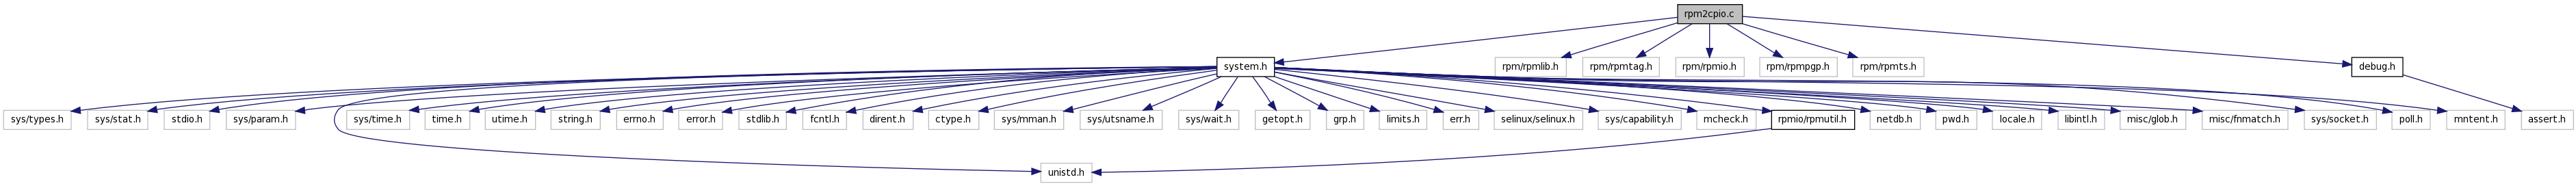 rpm2cpio.c
system.h
rpm/rpmlib.h
rpm/rpmtag.h
rpm/rpmio.h
rpm/rpmpgp.h
rpm/rpmts.h
debug.h
sys/types.h
sys/stat.h
stdio.h
sys/param.h
sys/time.h
time.h
utime.h
string.h
errno.h
error.h
stdlib.h
fcntl.h
dirent.h
ctype.h
sys/mman.h
sys/utsname.h
sys/wait.h
getopt.h
grp.h
limits.h
err.h
selinux/selinux.h
sys/capability.h
mcheck.h
rpmio/rpmutil.h
netdb.h
pwd.h
locale.h
libintl.h
misc/glob.h
misc/fnmatch.h
sys/socket.h
poll.h
mntent.h
assert.h
unistd.h